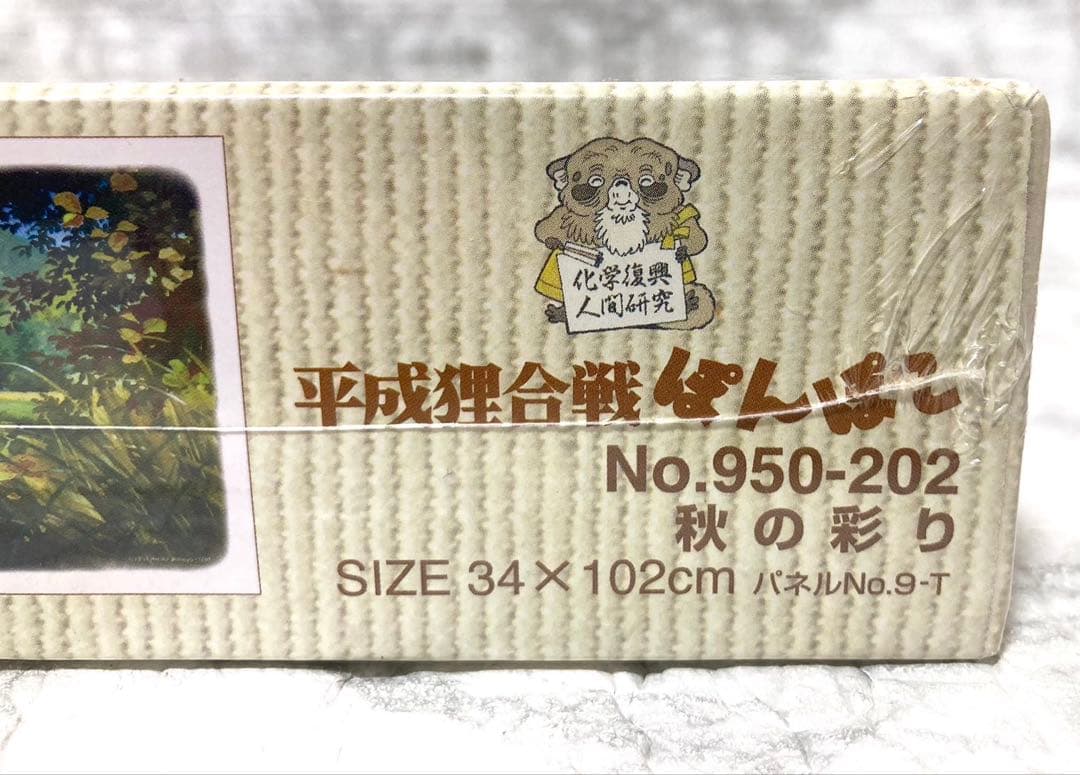 化学復興
人間研究
平成狸合戦ぽんぽこ
No.950-202
秋の彩り
SIZE 34×102cm パネルNo.9-T